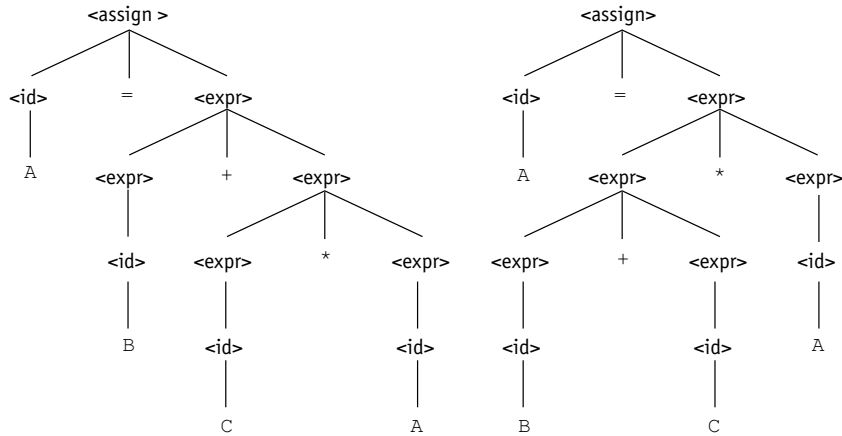 <assign > <assign>
<id> = <expr> <id> = <expr>
A <expr> + <expr> A <expr> * <expr>
<id> <expr> * <expr> <expr> + <expr> <id>
B <id> <id> <id> <id> A
C A B C